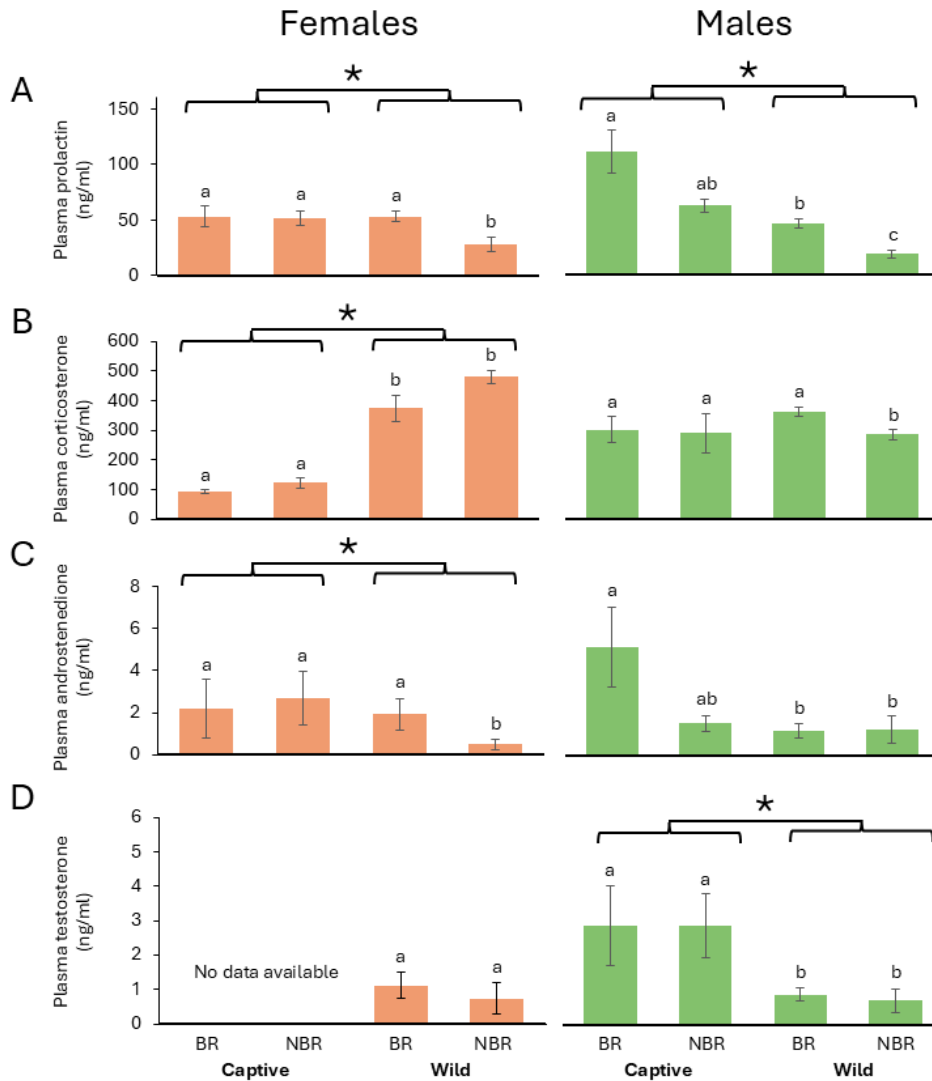 Females Males
A
Plasma prolactin
(ng/ml)
* *
150
100
50
0
a a a b
a ab b c
B
Plasma corticosterone
(ng/ml)
*
600
500
400
300
200
100
0
a a b b
a a a b
C
Plasma androstenedione
(ng/ml)
*
8
6
4
2
0
a a a b
a ab b b
D
Plasma testosterone
(ng/ml)
*
6
5
4
3
2
1
0
No data available
a a
a a b b
BR NBR BR NBR BR NBR BR NBR
Captive Wild Captive Wild